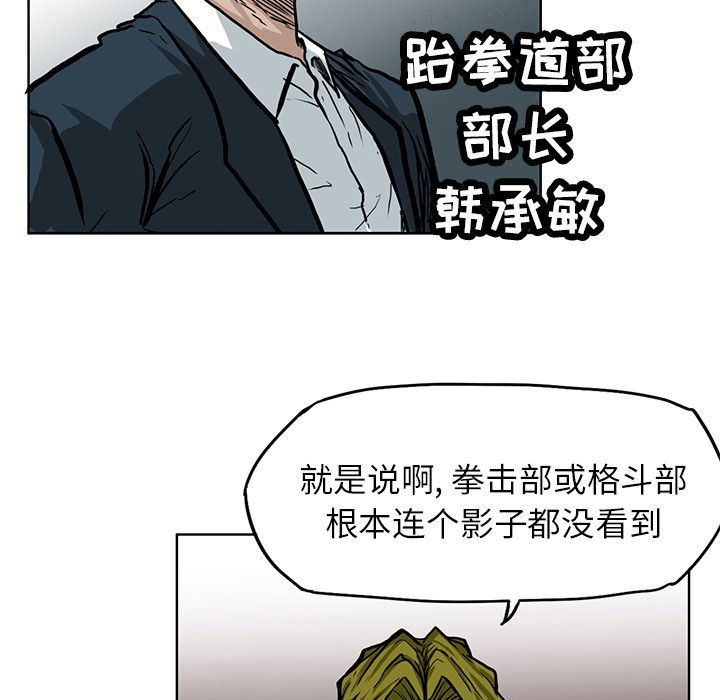 跆拳道部
部长
韩承敏
就是说啊, 拳击部或格斗部
根本连个影子都没看到